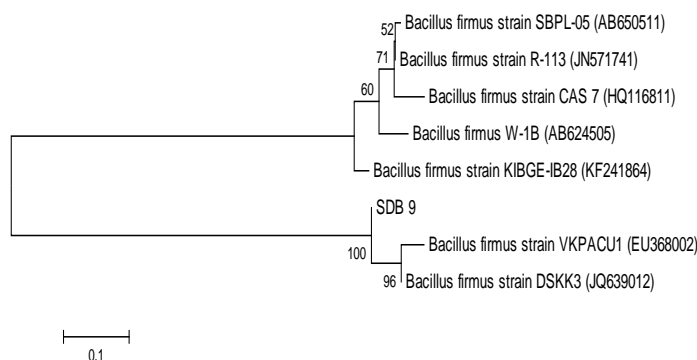 52
Bacillus firmus strain SBPL-05 (AB650511)
71
Bacillus firmus strain R-113 (JN571741)
60
Bacillus firmus strain CAS 7 (HQ116811)
Bacillus firmus W-1B (AB624505)
Bacillus firmus strain KIBGE-IB28 (KF241864)
SDB 9
100
Bacillus firmus strain VKPACU1 (EU368002)
96
Bacillus firmus strain DSKK3 (JQ639012)
0.1